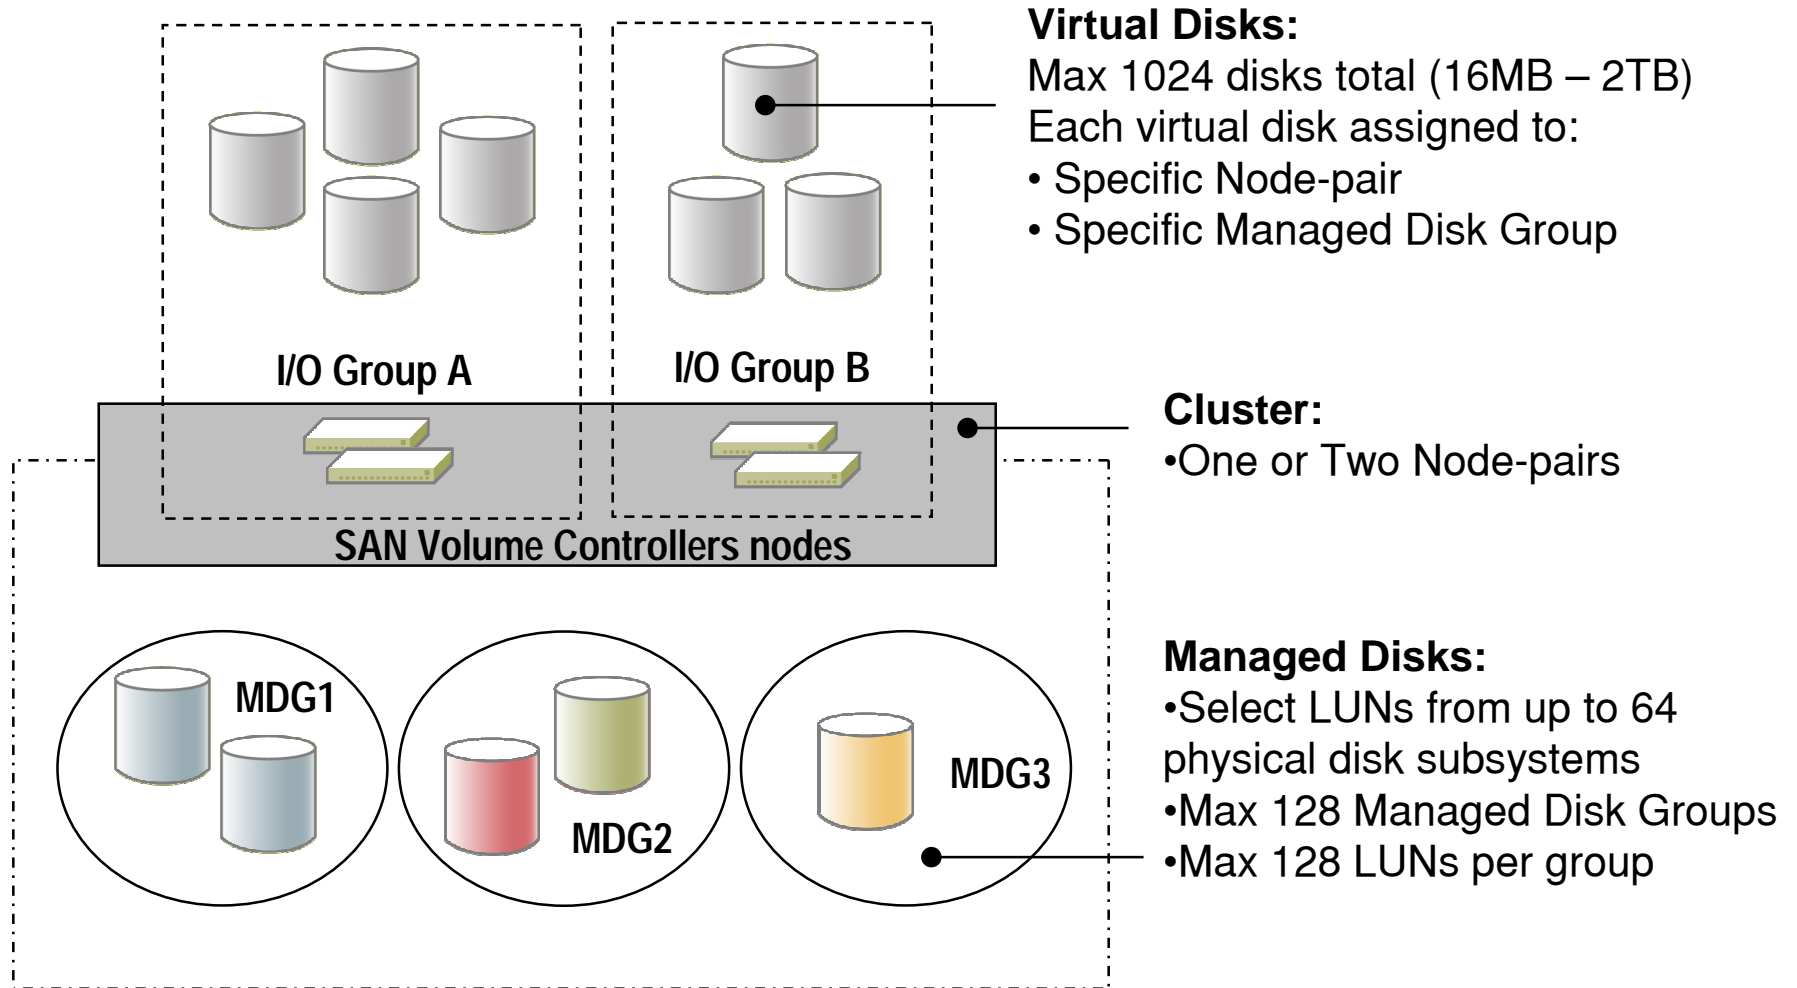 Virtual Disks:
Max 1024 disks total (16MB – 2TB)
Each virtual disk assigned to:
• Specific Node-pair
• Specific Managed Disk Group
I/O Group A
I/O Group B
Cluster:
•One or Two Node-pairs
SAN Volume Controllers nodes
MDG1
MDG2
MDG3
Managed Disks:
•Select LUNs from up to 64
physical disk subsystems
•Max 128 Managed Disk Groups
•Max 128 LUNs per group